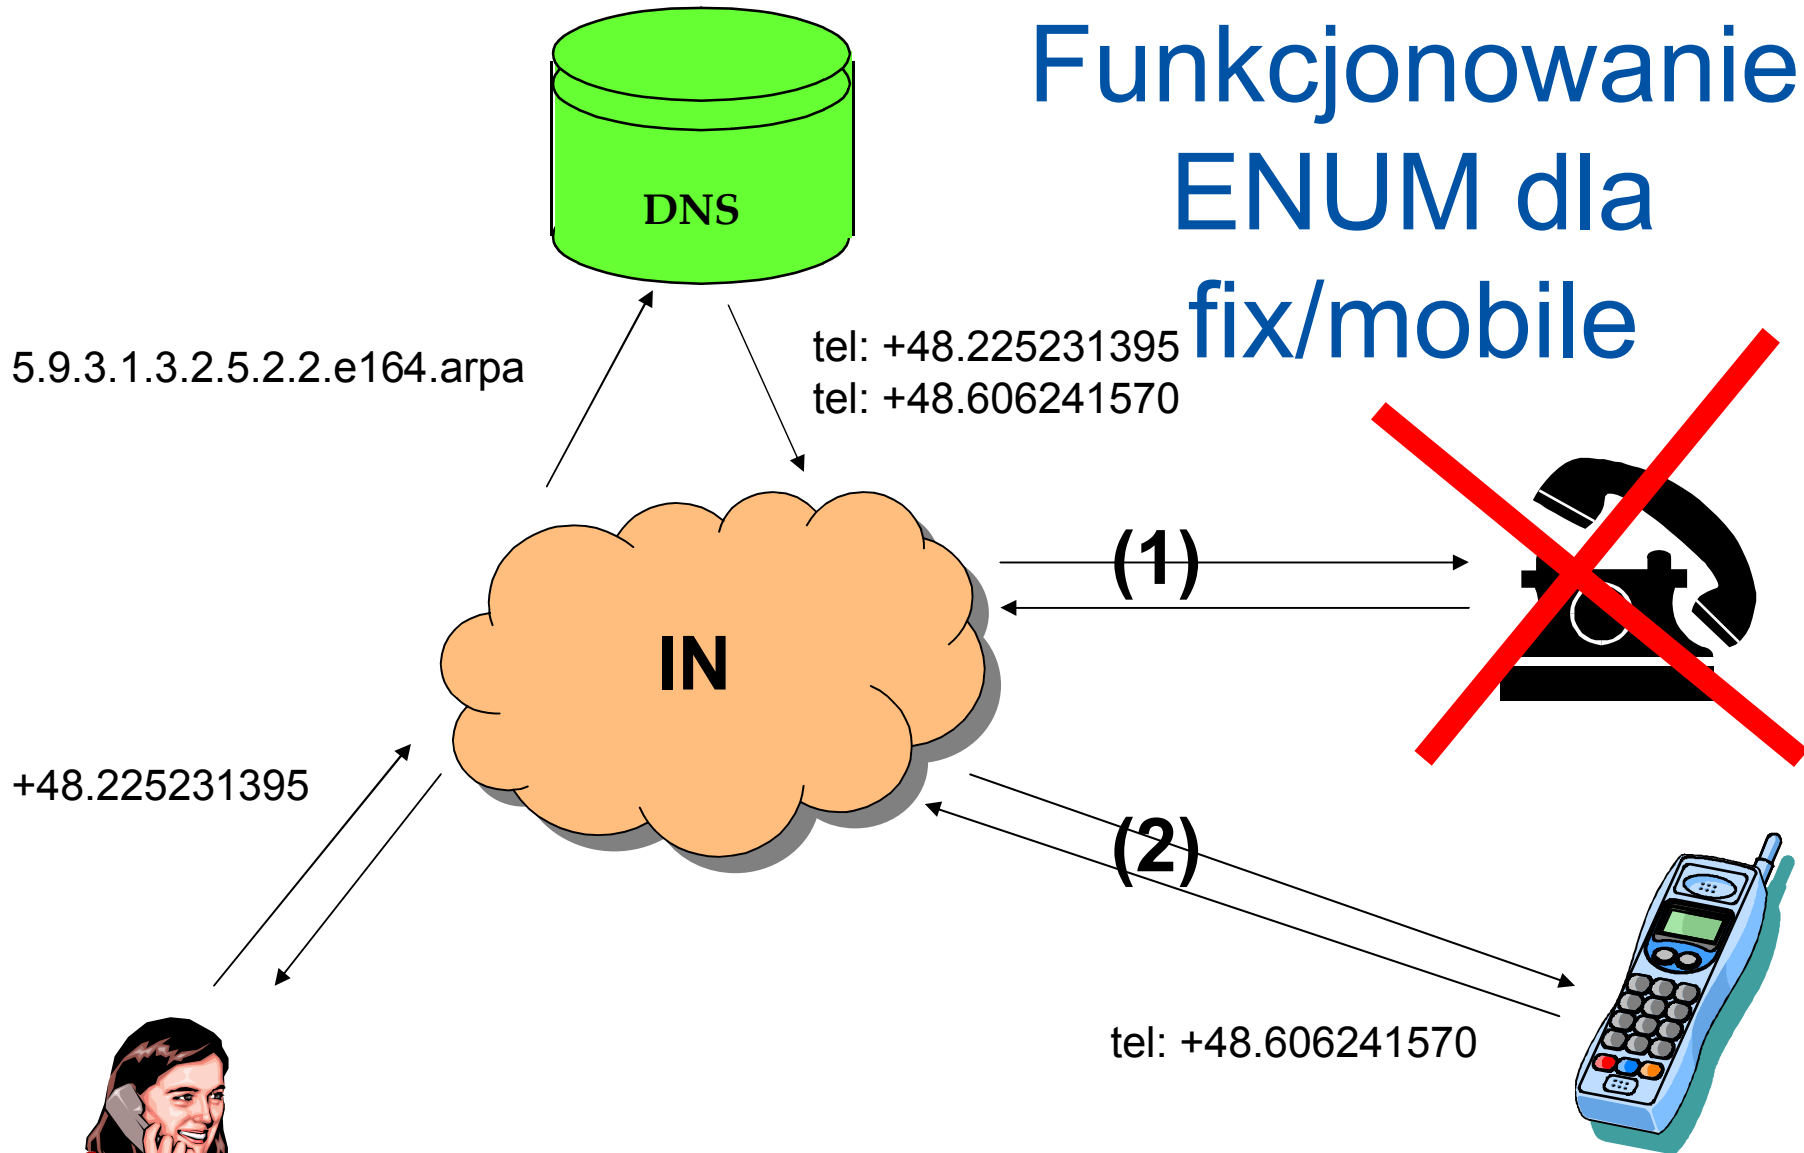 Funkcjonowanie
ENUM dla
fix/mobile
DNS
5.9.3.1.3.2.5.2.2.e164.arpa
tel: +48.225231395
tel: +48.606241570
(1)
IN
+48.225231395
(2)
tel: +48.606241570